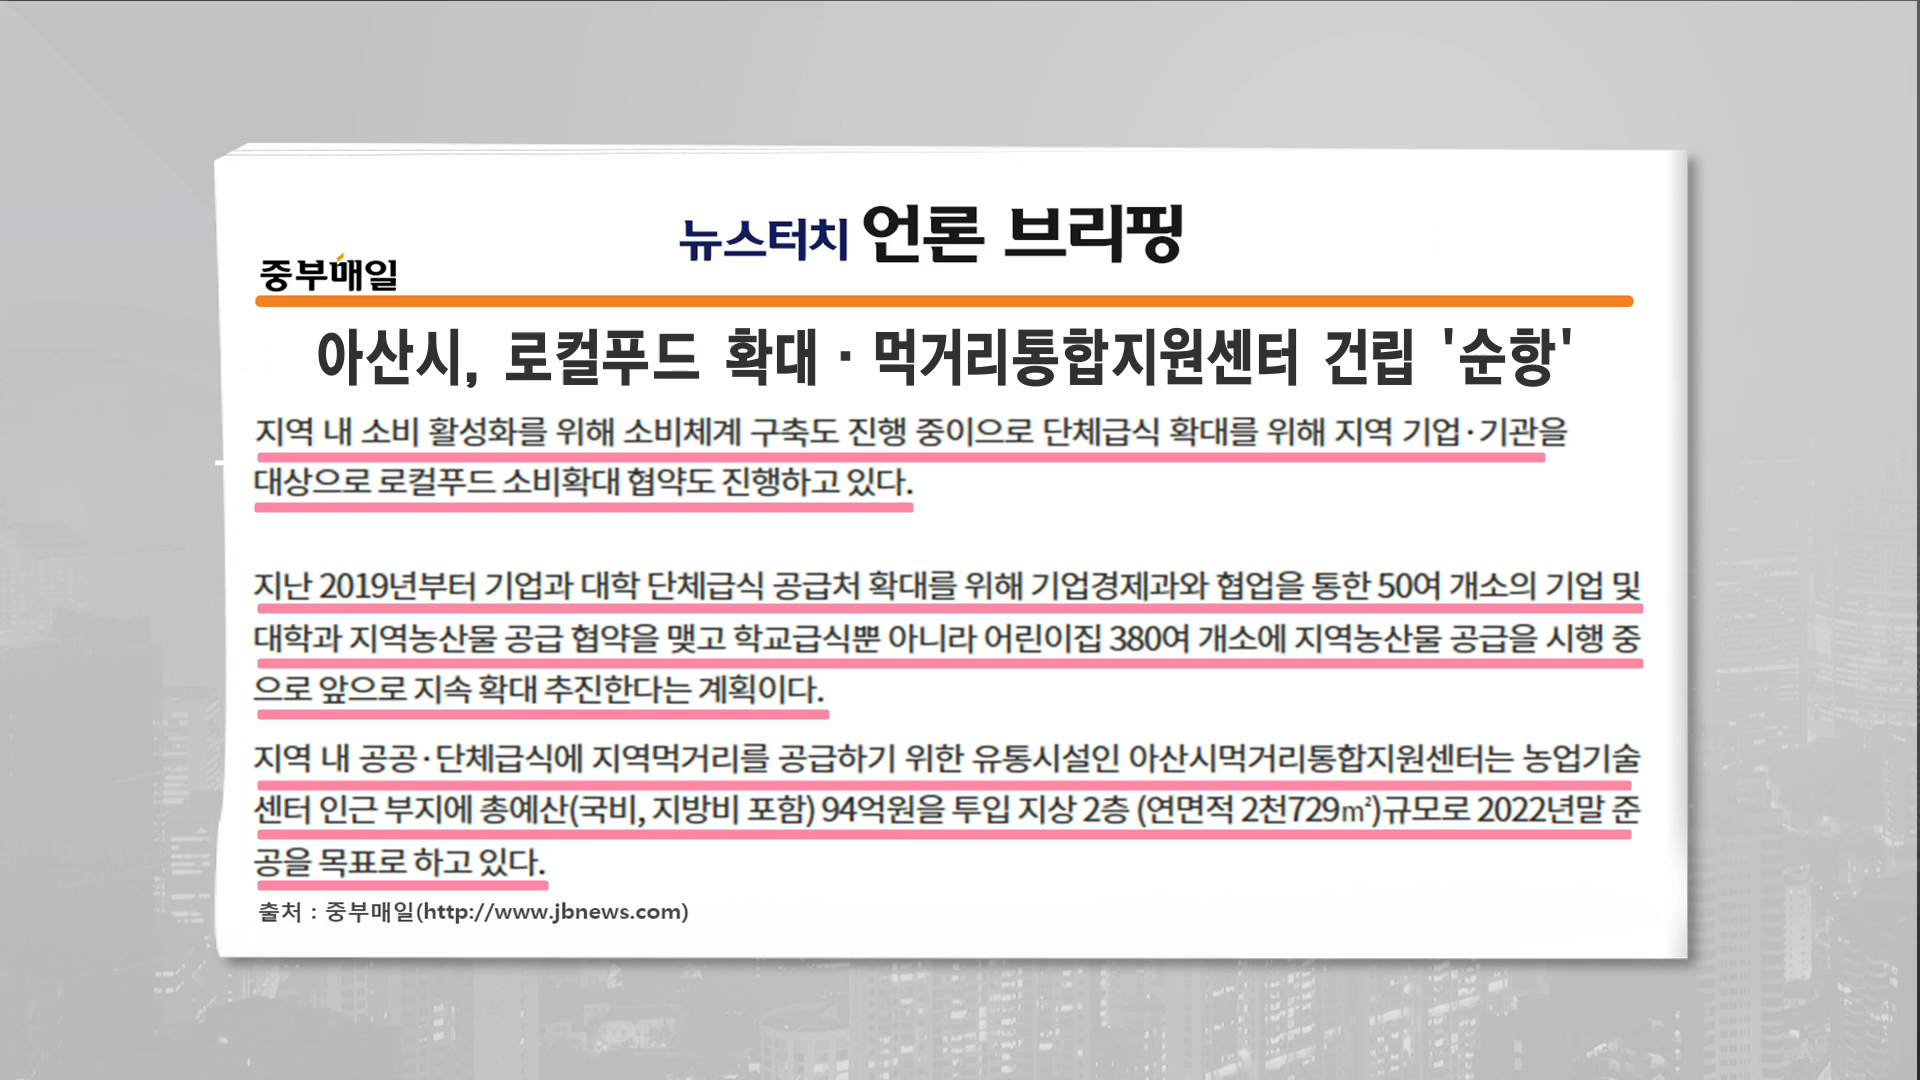 뉴스터치 언론 브리핑
중부매일
아산시, 로컬푸드 확대 · 먹거리통합지원센터 건립 '순항'
지역 내 소비 활성화를 위해 소비체계 구축도 진행 중이으로 단체급식 확대를 위해 지역 기업·기관을
대상으로 로컬푸드 소비확대 협약도 진행하고 있다.
지난 2019년부터 기업과 대학 단체급식 공급처 확대를 위해 기업경제과와 협업을 통한 50여 개소의 기업 및
대학과 지역농산물 공급 협약을 맺고 학교급식뿐 아니라 어린이집 380여 개소에 지역농산물 공급을 시행 중
으로 앞으로 지속 확대 추진한다는 계획이다.
지역 내 공공·단체급식에 지역먹거리를 공급하기 위한 유통시설인 아산시먹거리통합지원센터는 농업기술
센터 인근 부지에 총예산(국비, 지방비 포함) 94억원을 투입 지상 2층 (연면적 2천729㎡)규모로 2022년말 준
공을 목표로 하고 있다.
출처 : 중부매일(http://www.jbnews.com)